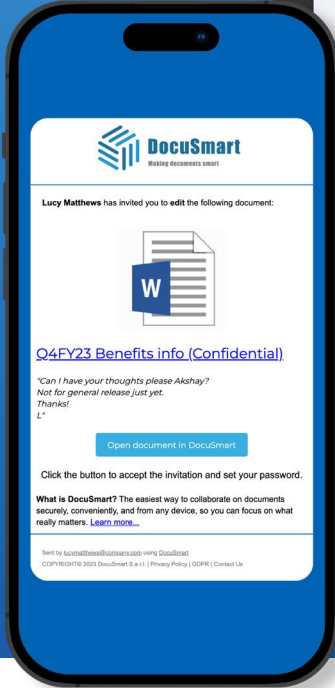 DocuSmart
Making documents smart
Lucy Matthews has invited you to edit the following document:
W
Q4FY23 Benefits info (Confidential)
"Can I have your thoughts please Akshay?
Not for general release just yet.
Thanks!
L"
Open document in DocuSmart
Click the button to accept the invitation and set your password.
What is DocuSmart? The easiest way to collaborate on documents
securely, conveniently, and from any device, so you can focus on what
really matters. Learn more...
Sent by lucymatthews@company.com using DocuSmart
COPYRIGHT© 2023 DocuSmart S.a r.l. | Privacy Policy | GDPR | Contact Us